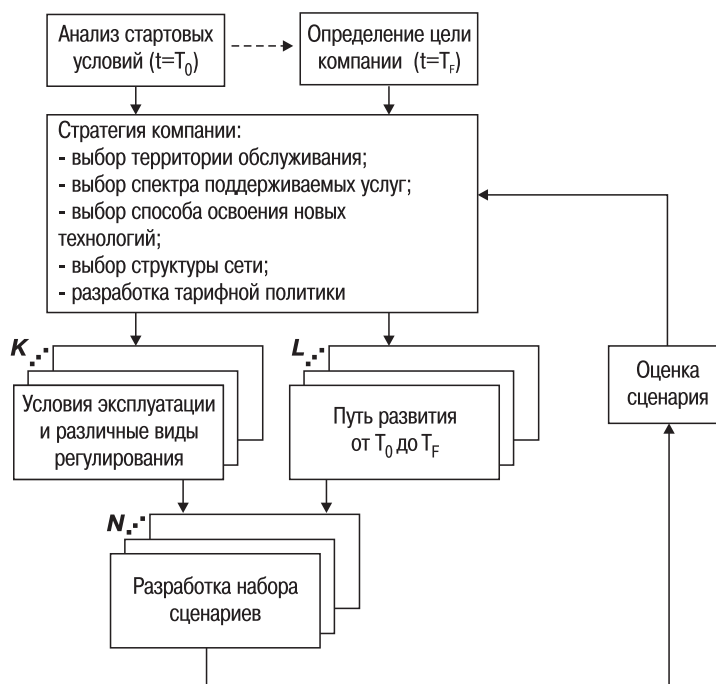 Анализ стартовых
условий (t=T₀)
Определение цели
компании (t=T_F)
Стратегия компании:
- выбор территории обслуживания;
- выбор спектра поддерживаемых услуг;
- выбор способа освоения новых
технологий;
- выбор структуры сети;
- разработка тарифной политики
K
L
Условия эксплуатации
и различные виды
регулирования
Путь развития
от T₀ до T_F
Оценка
сценария
N
Разработка набора
сценариев